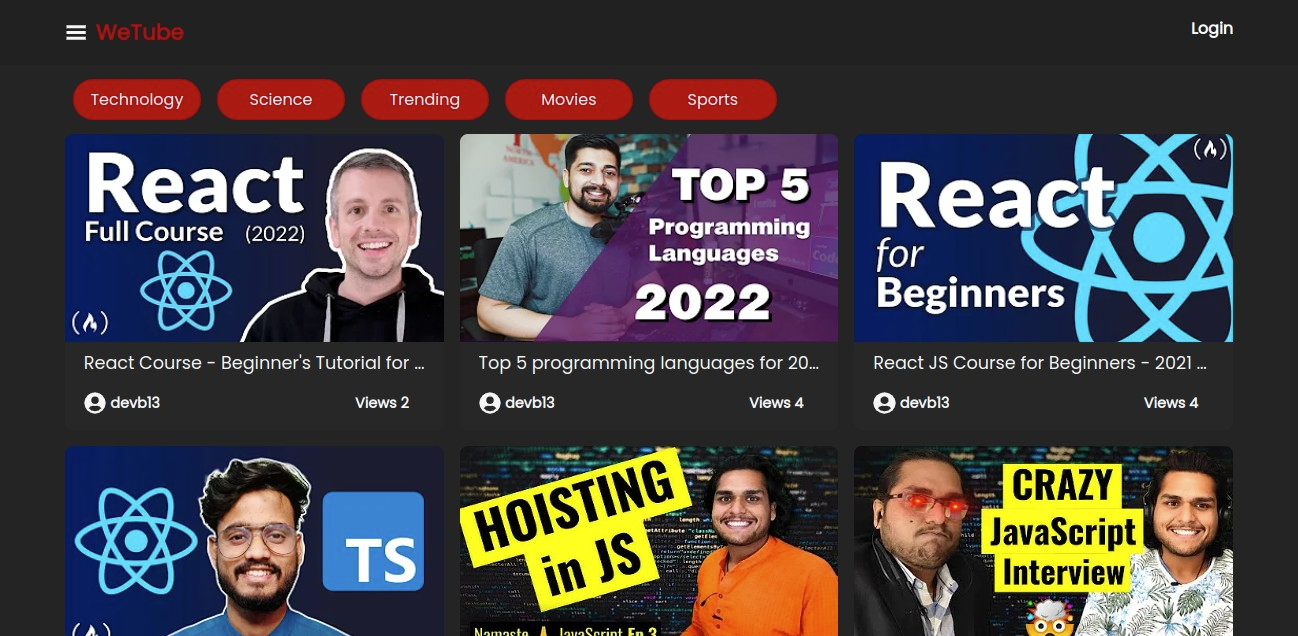 WeTube
Login
Technology
Science
Trending
Movies
Sports
React
Full Course (2022)
TOP 5
Programming
Languages
2022
React
for
Beginners
React Course - Beginner's Tutorial for ...
Top 5 programming languages for 20...
React JS Course for Beginners - 2021 ...
devb13
Views 2
devb13
Views 4
devb13
Views 4
TS
HOISTING
in JS
Namaste JavaScript Ep.3
CRAZY
JavaScript
Interview